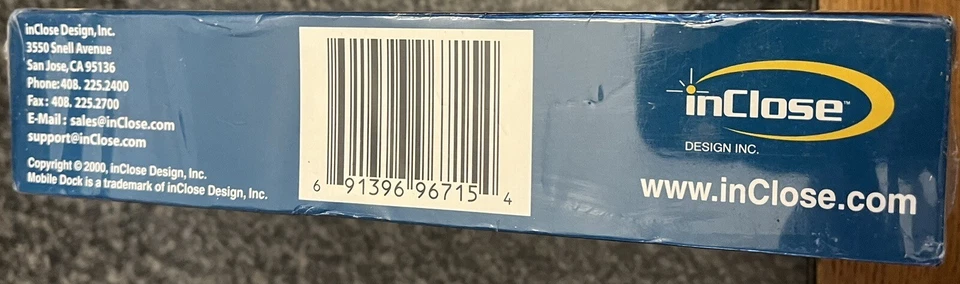 inClose Design, Inc.
3550 Snell Avenue
San Jose, CA 95136
Phone: 408. 225.2400
Fax: 408. 225.2700
E-Mail: sales@inClose.com
support@inClose.com
Copyright © 2000, inClose Design, Inc.
Mobile Dock is a trademark of inClose Design, Inc.
6 91396 96715 4
inClose™
DESIGN INC.
www.inClose.com